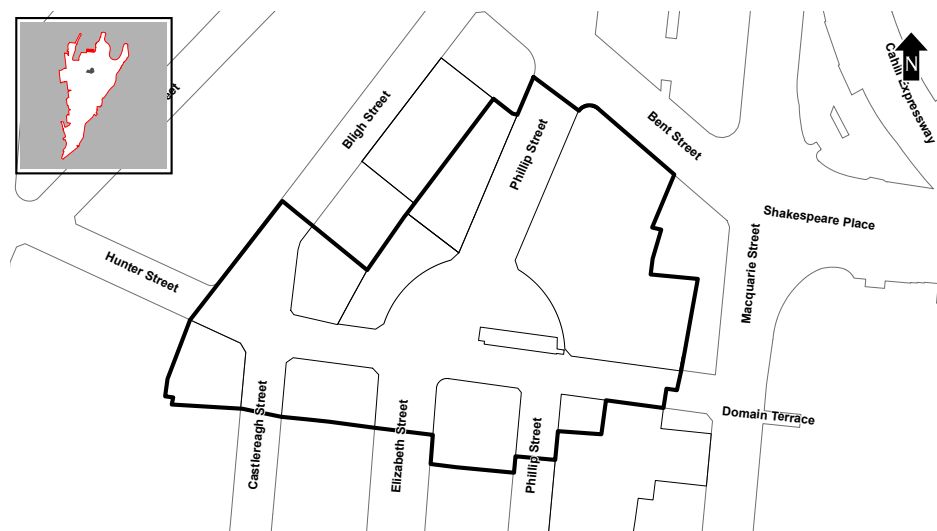 Cahill Expressway
N
Bligh Street
Bent Street
Phillip Street
Shakespeare Place
Macquarie Street
Hunter Street
Castlereagh Street
Elizabeth Street
Phillip Street
Domain Terrace